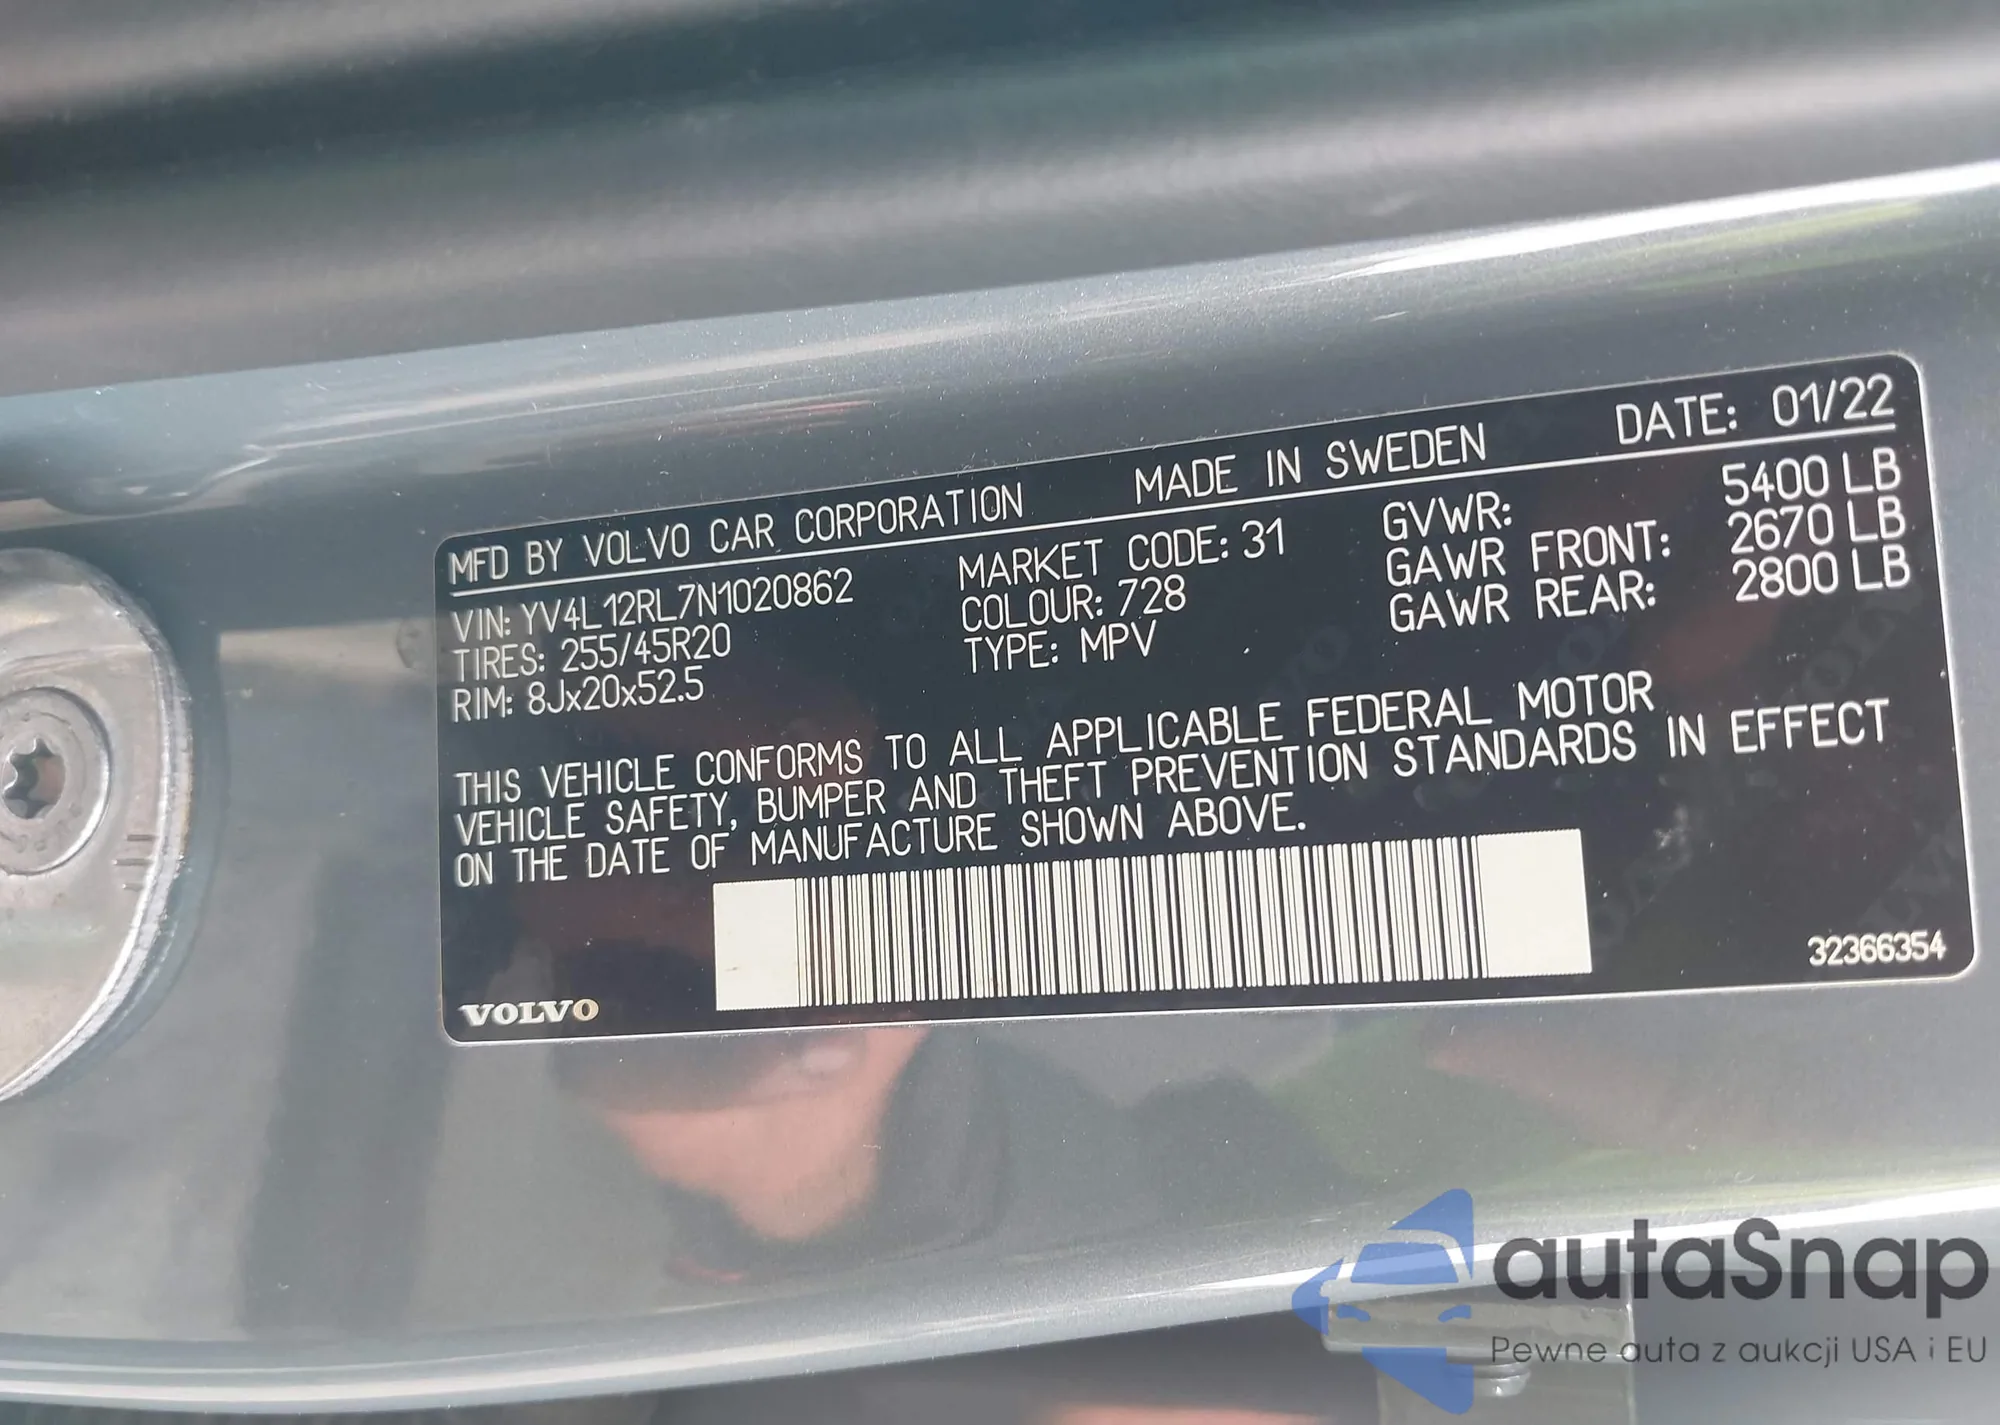 MFD BY VOLVO CAR CORPORATION MADE IN SWEDEN DATE: 01/22
VIN: YV4L12RL7N1020862 MARKET CODE: 31 GVWR: 5400 LB
TIRES: 255/45R20 COLOUR: 728 GAWR FRONT: 2670 LB
RIM: 8Jx20x52.5 TYPE: MPV GAWR REAR: 2800 LB
THIS VEHICLE CONFORMS TO ALL APPLICABLE FEDERAL MOTOR
VEHICLE SAFETY, BUMPER AND THEFT PREVENTION STANDARDS IN EFFECT
ON THE DATE OF MANUFACTURE SHOWN ABOVE.
VOLVO
32366354
autaSnap
Pewne auta z aukcji USA i EU